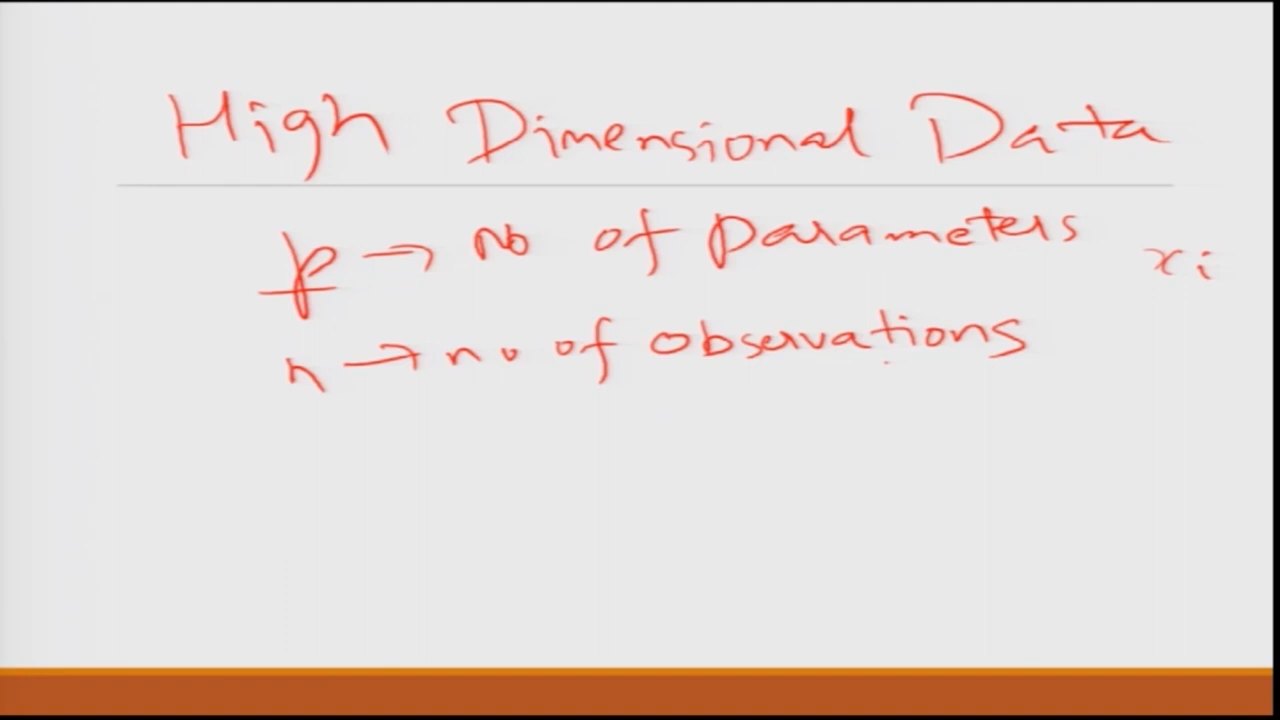 High Dimensional Data
p → No of parameters xi
n → no of observations